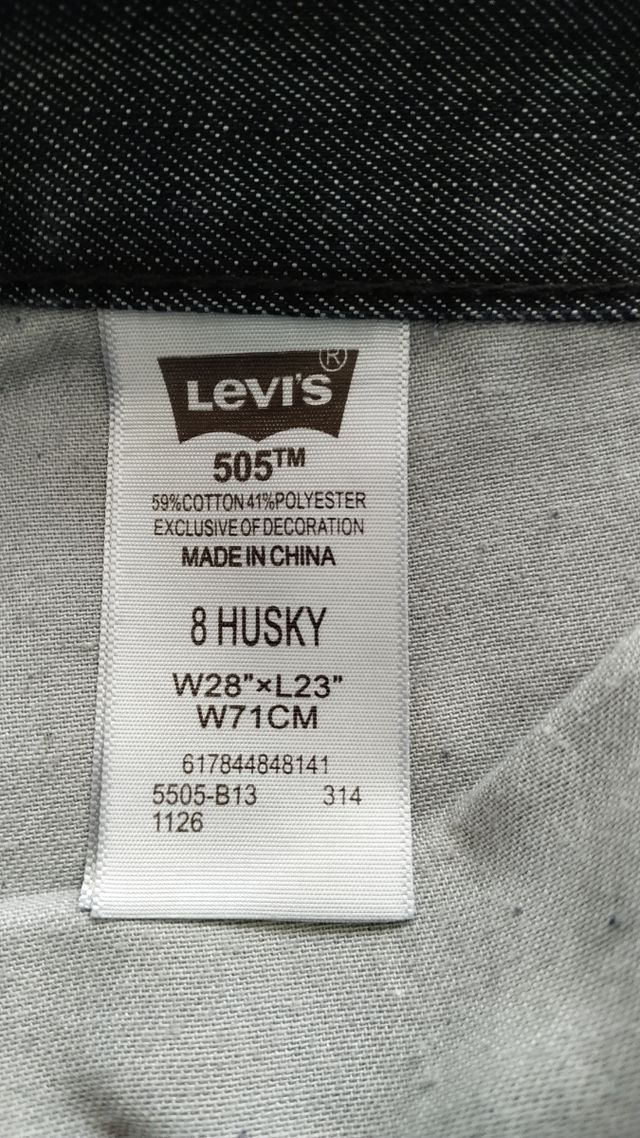 LEVI'S®
505™
59%COTTON 41%POLYESTER
EXCLUSIVE OF DECORATION
MADE IN CHINA
8 HUSKY
W28"×L23"
W71CM
617844848141
5505-B13 314
1126